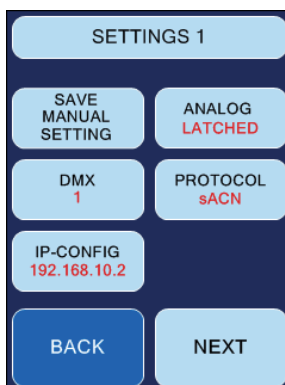 SETTINGS 1
SAVE
MANUAL
SETTING
ANALOG
LATCHED
DMX
1
PROTOCOL
sACN
IP-CONFIG
192.168.10.2
BACK
NEXT